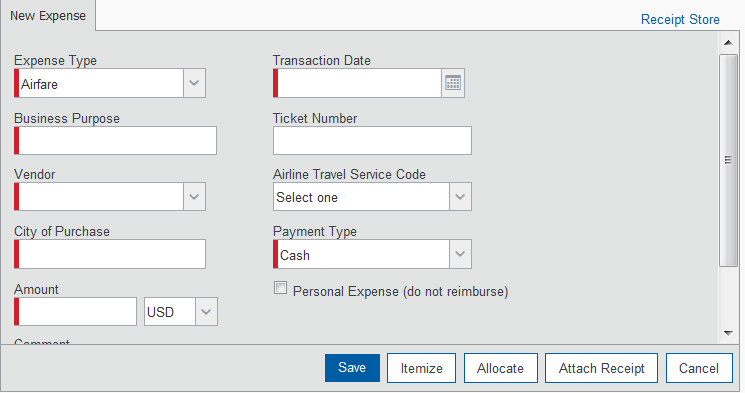 New Expense
Receipt Store
Expense Type
Transaction Date
Airfare
Business Purpose
Ticket Number
Vendor
Airline Travel Service Code
Select one
City of Purchase
Payment Type
Cash
Amount
Personal Expense (do not reimburse)
USD
Comment
Save
Itemize
Allocate
Attach Receipt
Cancel